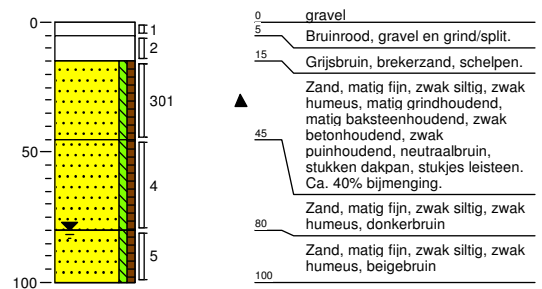 0
50
100
1
2
301
4
5
0 gravel
5
Bruinrood, gravel en grind/split.
15
Grijsbruin, brekerzand, schelpen.
Zand, matig fijn, zwak siltig, zwak
humeus, matig grindhoudend,
matig baksteenhoudend, zwak
betonhoudend, zwak
puinhoudend, neutraalbruin,
stukken dakpan, stukjes leisteen.
Ca. 40% bijmenging.
45
Zand, matig fijn, zwak siltig, zwak
humeus, donkerbruin
80
Zand, matig fijn, zwak siltig, zwak
humeus, beigebruin
100